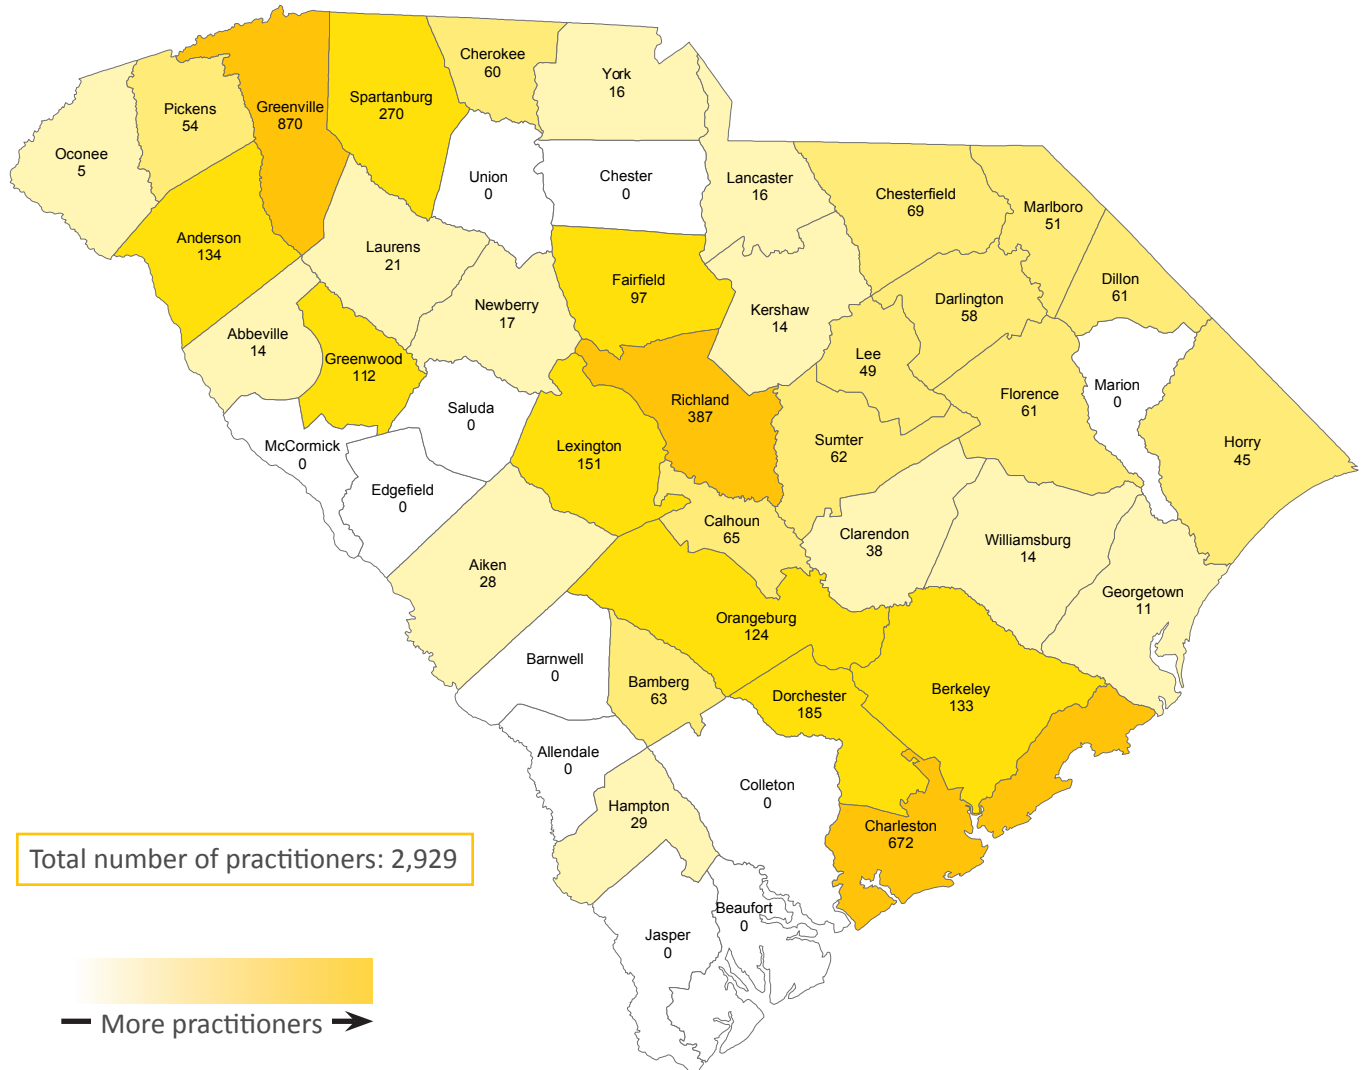 Cherokee
60
York
16
Spartanburg
270
Greenville
870
Pickens
54
Oconee
5
Union
0
Chester
0
Lancaster
16
Chesterfield
69
Marlboro
51
Anderson
134
Laurens
21
Fairfield
97
Dillon
61
Newberry
17
Kershaw
14
Darlington
58
Abbeville
14
Greenwood
112
Lee
49
Marion
0
Richland
387
Florence
61
Saluda
0
McCormick
0
Lexington
151
Sumter
62
Horry
45
Edgefield
0
Calhoun
65
Clarendon
38
Williamsburg
14
Aiken
28
Georgetown
11
Orangeburg
124
Barnwell
0
Bamberg
63
Dorchester
185
Berkeley
133
Allendale
0
Colleton
0
Hampton
29
Charleston
672
Total number of practitioners: 2,929
Beaufort
0
Jasper
0
More practitioners